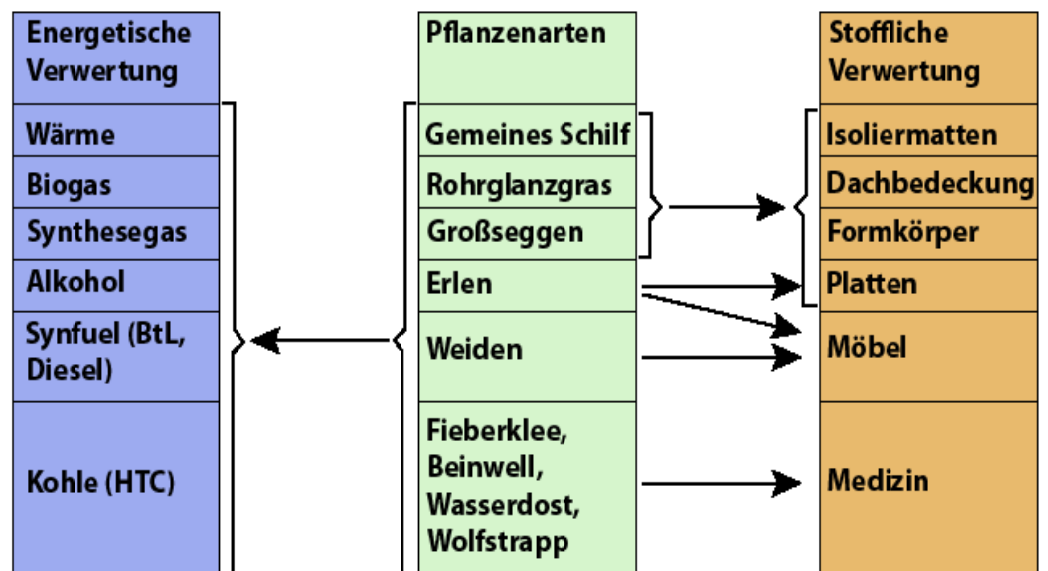 Energetische
Verwertung
Wärme
Biogas
Synthesegas
Alkohol
Synfuel (BtL,
Diesel)
Kohle (HTC)
Pflanzenarten
Gemeines Schilf
Rohrglanzgras
Großseggen
Erlen
Weiden
Fieberklee,
Beinwell,
Wasserdost,
Wolfstrapp
Stoffliche
Verwertung
Isoliermatten
Dachbedeckung
Formkörper
Platten
Möbel
Medizin